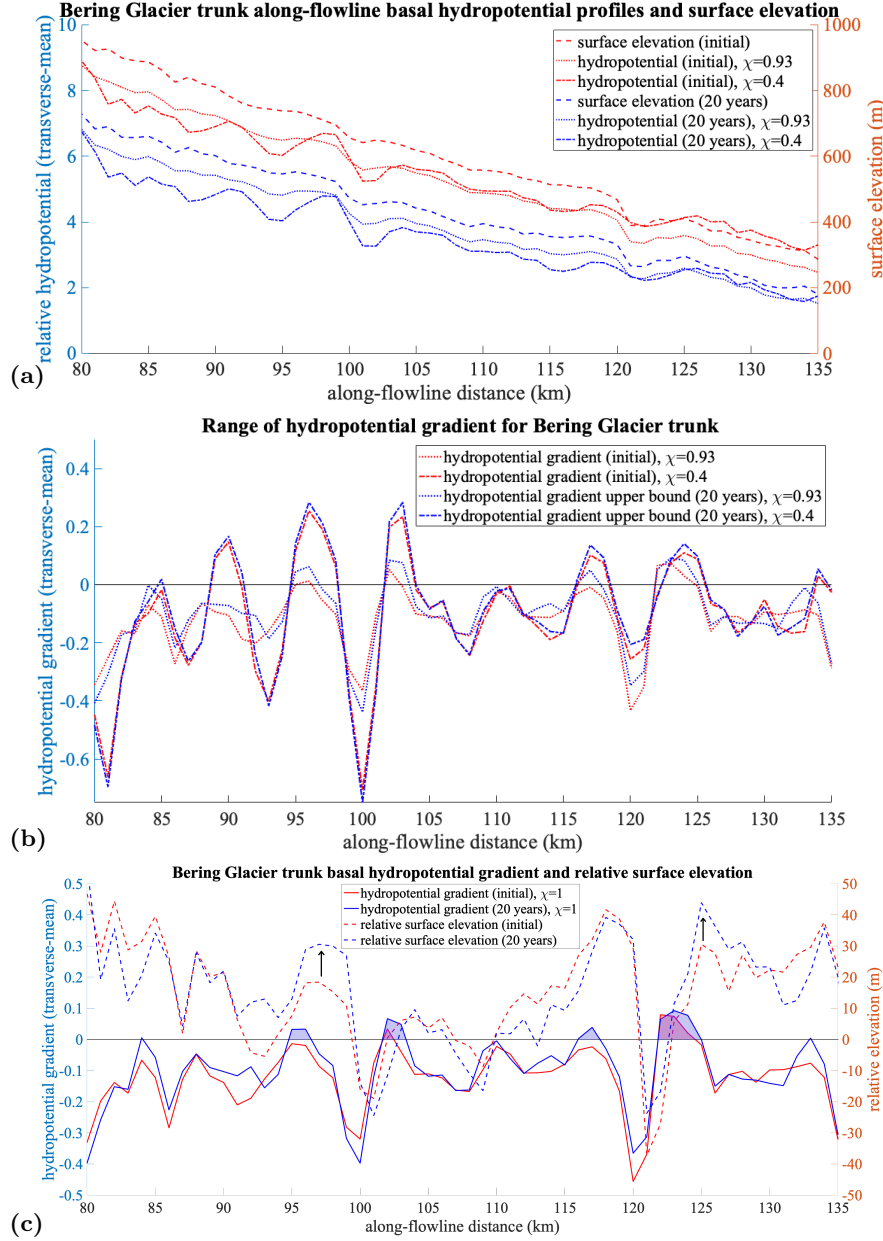 Bering Glacier trunk along-flowline basal hydropotential profiles and surface elevation
10
8
6
4
2
0
relative hydropotential (transverse-mean)
1000
800
600
400
200
0
surface elevation (m)
surface elevation (initial)
hydropotential (initial), χ=0.93
hydropotential (initial), χ=0.4
surface elevation (20 years)
hydropotential (20 years), χ=0.93
hydropotential (20 years), χ=0.4
80 85 90 95 100 105 110 115 120 125 130 135
along-flowline distance (km)
(a)
Range of hydropotential gradient for Bering Glacier trunk
0.4
0.2
0
-0.2
-0.4
-0.6
hydropotential gradient (transverse-mean)
hydropotential gradient (initial), χ=0.93
hydropotential gradient (initial), χ=0.4
hydropotential gradient upper bound (20 years), χ=0.93
hydropotential gradient upper bound (20 years), χ=0.4
80 85 90 95 100 105 110 115 120 125 130 135
along-flowline distance (km)
(b)
Bering Glacier trunk basal hydropotential gradient and relative surface elevation
0.5
0.4
0.3
0.2
0.1
0
-0.1
-0.2
-0.3
-0.4
-0.5
hydropotential gradient (transverse-mean)
50
40
30
20
10
0
-10
-20
-30
-40
-50
relative elevation (m)
hydropotential gradient (initial), χ=1
hydropotential gradient (20 years), χ=1
relative surface elevation (initial)
relative surface elevation (20 years)
80 85 90 95 100 105 110 115 120 125 130 135
along-flowline distance (km)
(c)